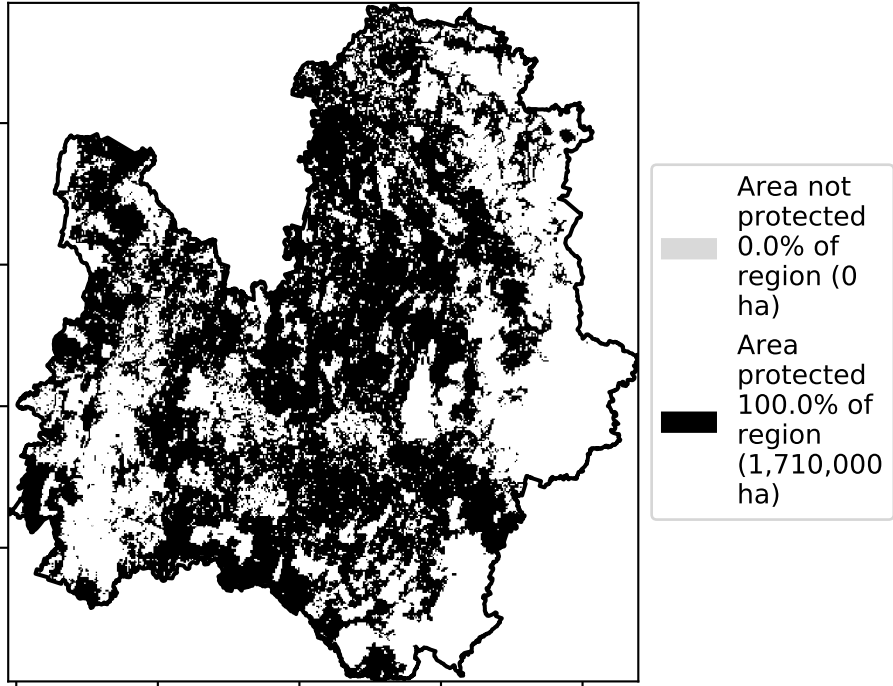 Area not
protected
0.0% of
region (0
ha)
Area
protected
100.0% of
region
(1,710,000
ha)